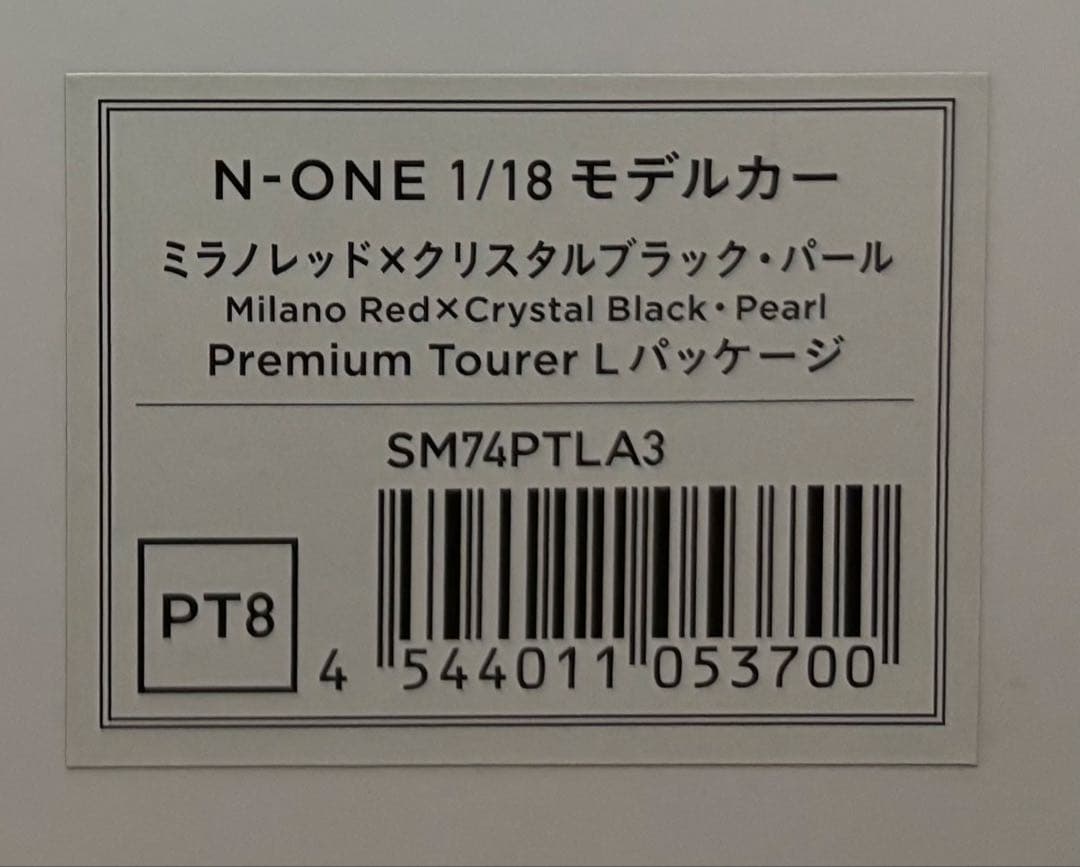 N-ONE 1/18 モデルカー
ミラノレッド×クリスタルブラック・パール
Milano Red×Crystal Black・Pearl
Premium Tourer L パッケージ
SM74PTLA3
PT8
4 544011 053700